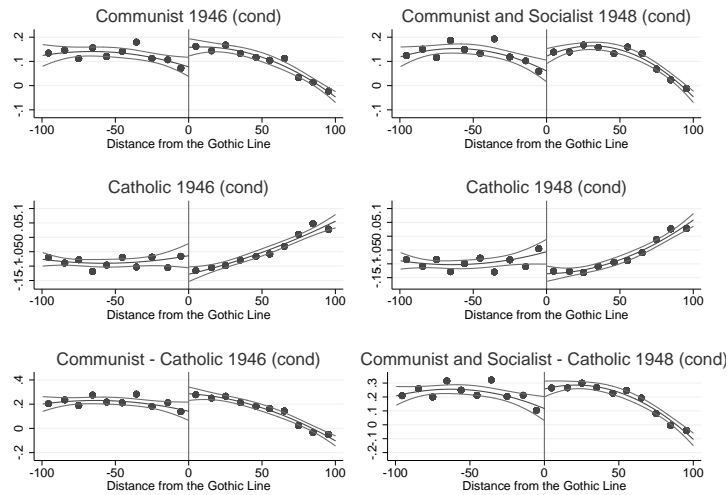 Communist 1946 (cond)
.2
.1
0
-.1
-100 -50 0 50 100
Distance from the Gothic Line
Communist and Socialist 1948 (cond)
.2
.1
0
-.1
-100 -50 0 50 100
Distance from the Gothic Line
Catholic 1946 (cond)
-.15-.1-.050 .05 .1
-100 -50 0 50 100
Distance from the Gothic Line
Catholic 1948 (cond)
-.15-.1-.050 .05 .1
-100 -50 0 50 100
Distance from the Gothic Line
Communist - Catholic 1946 (cond)
.4
.2
0
-.2
-100 -50 0 50 100
Distance from the Gothic Line
Communist and Socialist - Catholic 1948 (cond)
-.2-.1 0 .1 .2 .3
-100 -50 0 50 100
Distance from the Gothic Line